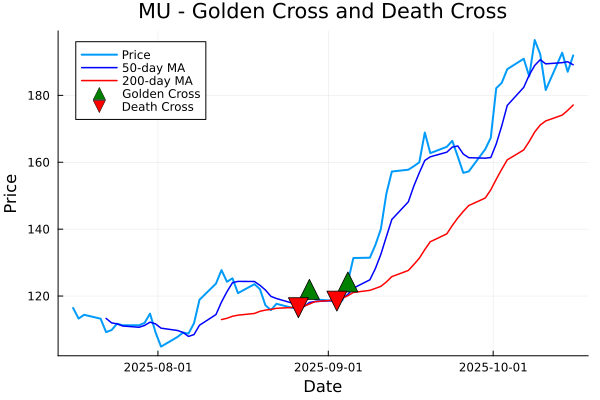 MU - Golden Cross and Death Cross
Price
50-day MA
200-day MA
Golden Cross
Death Cross
Price
180
160
140
120
2025-08-01
2025-09-01
2025-10-01
Date